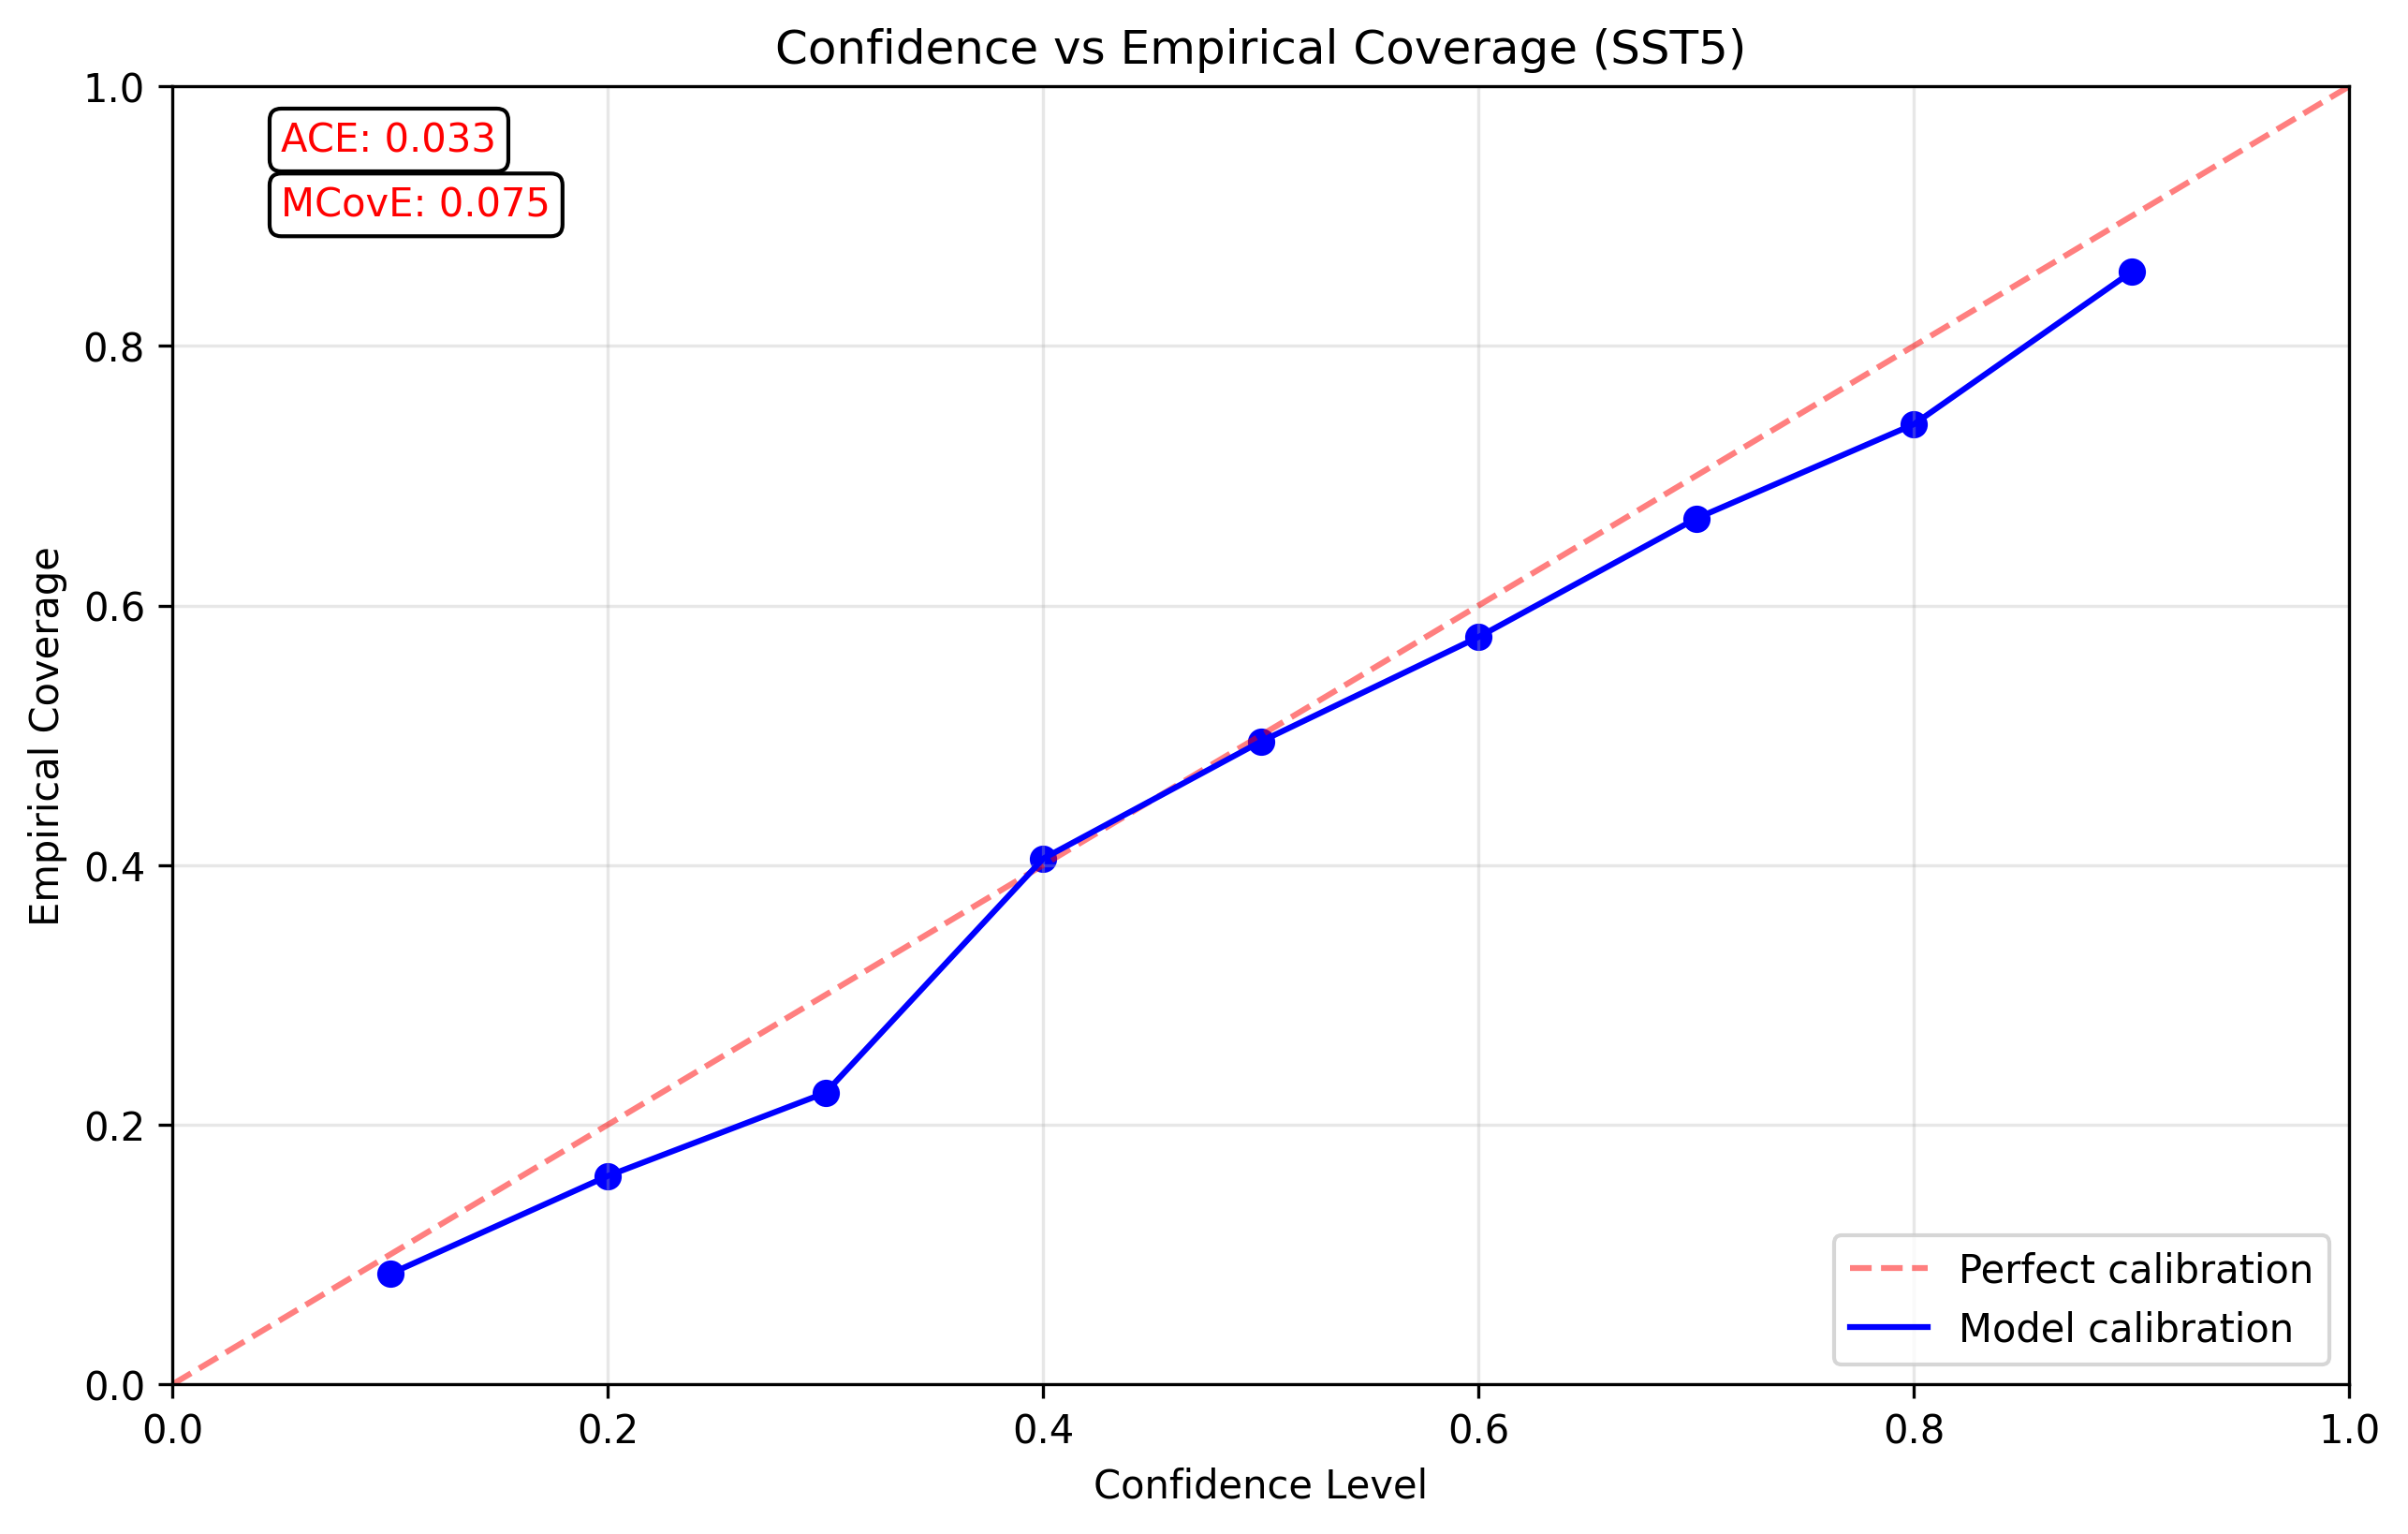 Confidence vs Empirical Coverage (SST5)
ACE: 0.033
MCovE: 0.075
1.0
0.8
0.6
0.4
0.2
0.0
Empirical Coverage
0.0 0.2 0.4 0.6 0.8 1.0
Confidence Level
Perfect calibration
Model calibration